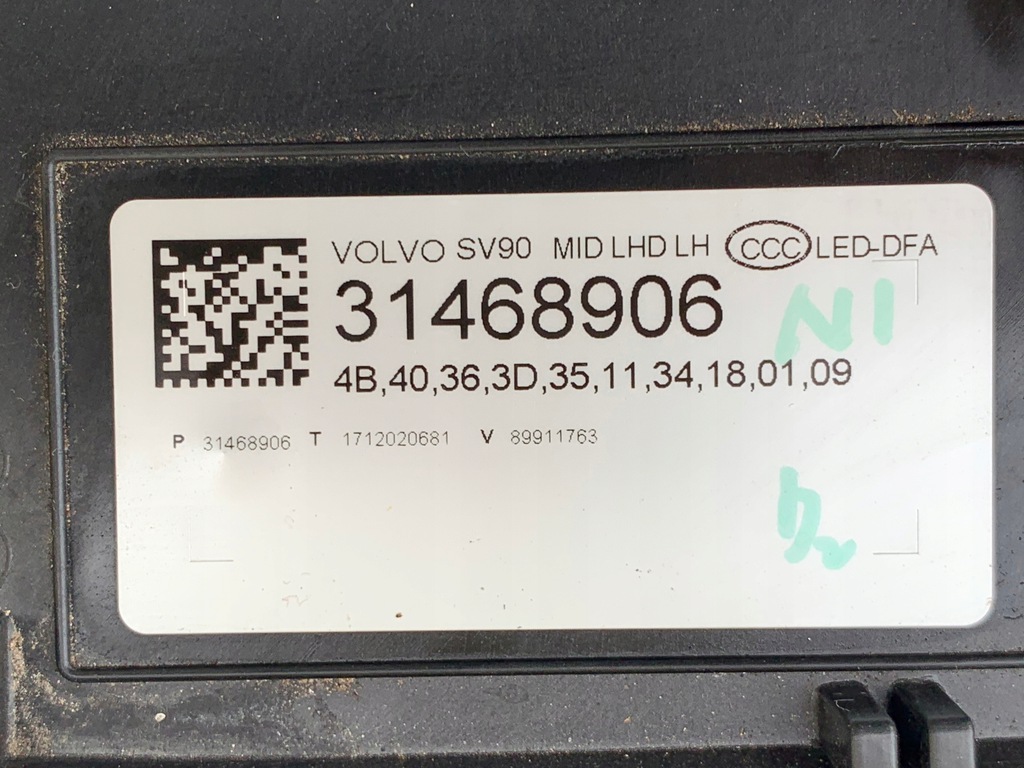 VOLVO SV90 MID LHD LH CCC LED-DFA
31468906
N1
4B,40,36,3D,35,11,34,18,01,09
P 31468906 T 1712020681 V 89911763